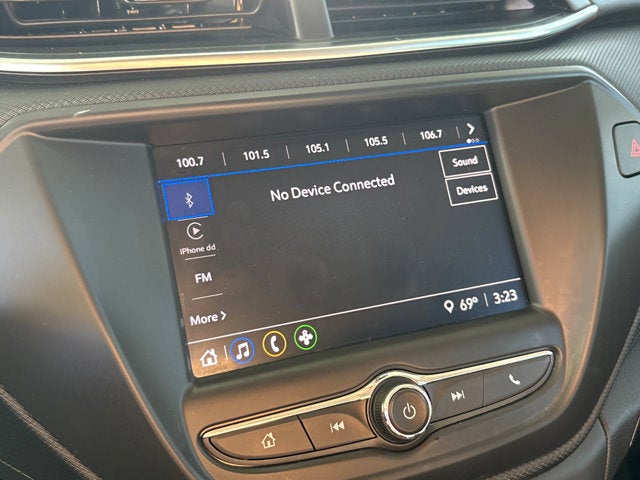 100.7 | 101.5 | 105.1 | 105.5 | 106.7 |
Sound
No Device Connected
Devices
iPhone dd
FM
More
69° | 3:23